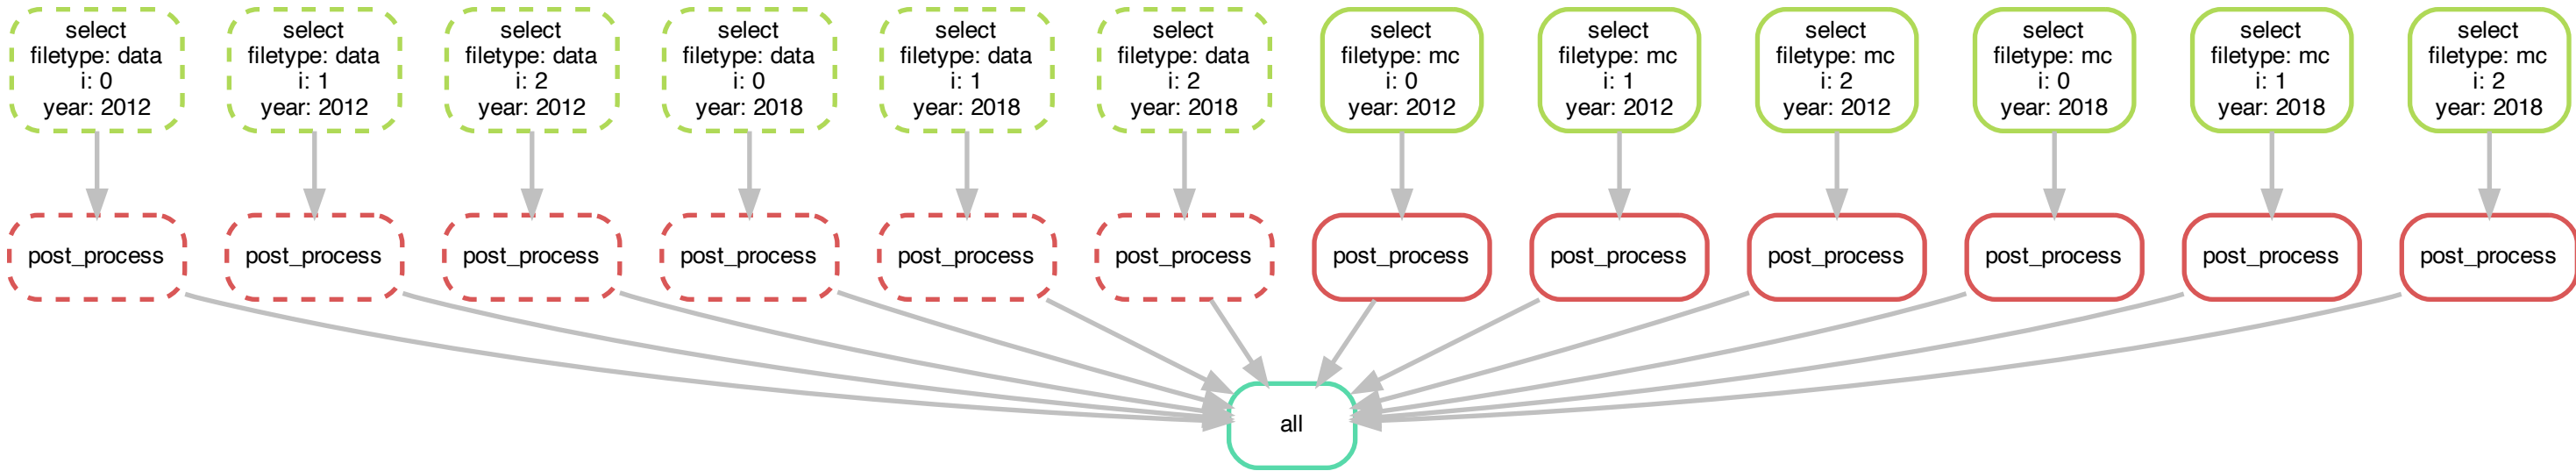 select
filetype: data
i: 0
year: 2012
select
filetype: data
i: 1
year: 2012
select
filetype: data
i: 2
year: 2012
select
filetype: data
i: 0
year: 2018
select
filetype: data
i: 1
year: 2018
select
filetype: data
i: 2
year: 2018
select
filetype: mc
i: 0
year: 2012
select
filetype: mc
i: 1
year: 2012
select
filetype: mc
i: 2
year: 2012
select
filetype: mc
i: 0
year: 2018
select
filetype: mc
i: 1
year: 2018
select
filetype: mc
i: 2
year: 2018
post_process
post_process
post_process
post_process
post_process
post_process
post_process
post_process
post_process
post_process
post_process
post_process
all